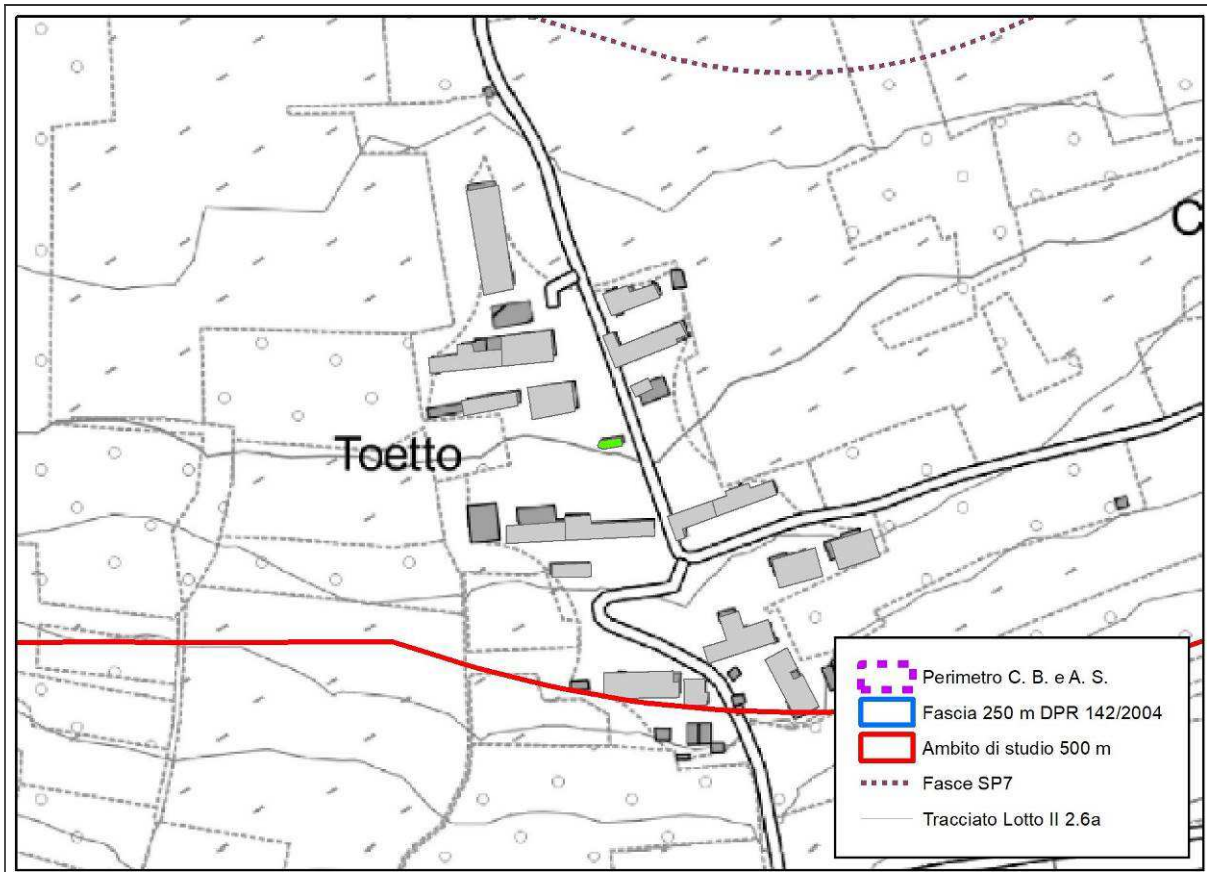 C
Toetto
Perimetro C. B. e A. S.
Fascia 250 m DPR 142/2004
Ambito di studio 500 m
Fasce SP7
Tracciato Lotto II 2.6a